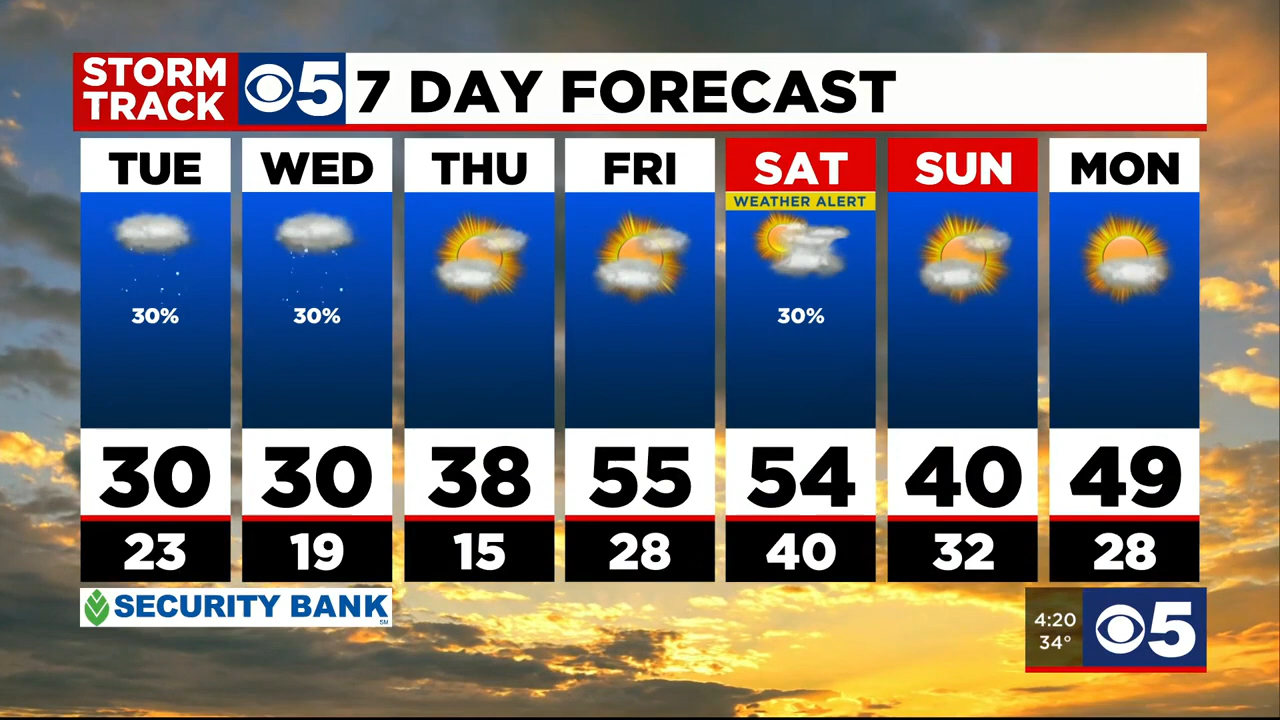 STORM
TRACK
5
7 DAY FORECAST
TUE WED THU FRI SAT SUN MON
WEATHER ALERT
30% 30% 30%
30 30 38 55 54 40 49
23 19 15 28 40 32 28
SECURITY BANK SM
4:20
34°
5